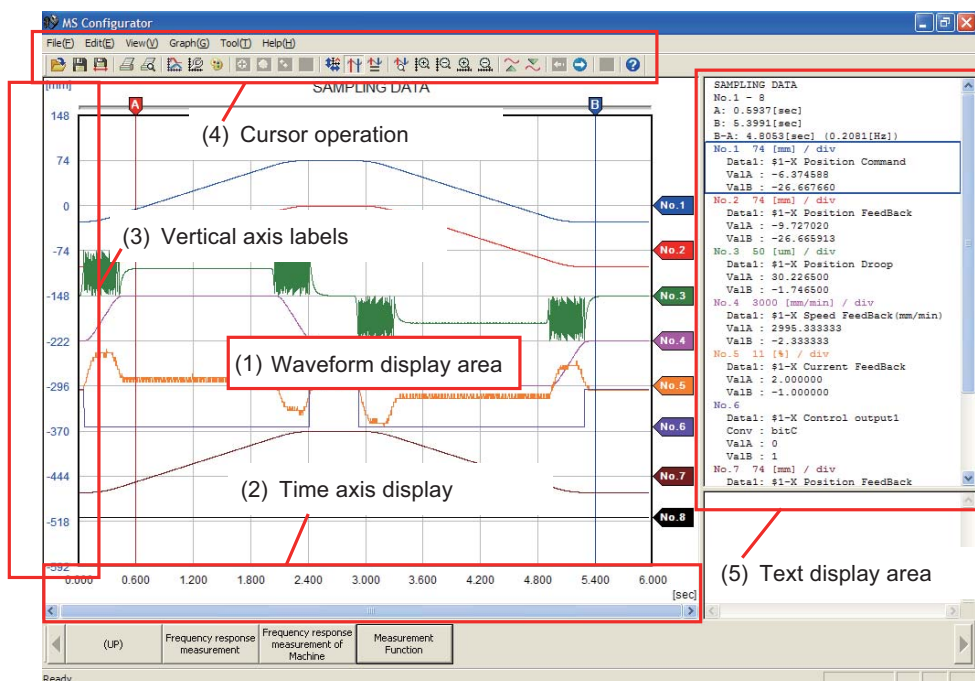 MS Configurator
File(F) Edit(E) View(V) Graph(G) Tool(T) Help(H)
[mm]
SAMPLING DATA
A
B
(4) Cursor operation
148
74
0
-74
-148
-222
-296
-370
-444
-518
-592
(3) Vertical axis labels
(1) Waveform display area
(2) Time axis display
No.1
No.2
No.3
No.4
No.5
No.6
No.7
No.8
0.000 0.600 1.200 1.800 2.400 3.000 3.600 4.200 4.800 5.400 6.000
[sec]
SAMPLING DATA
No.1 - 8
A: 0.5937[sec]
B: 5.3991[sec]
B-A: 4.8053[sec] (0.2081[Hz])
No.1 74 [mm] / div
Data1: $1-X Position Command
ValA : -6.374588
ValB : -26.667660
No.2 74 [mm] / div
Data1: $1-X Position FeedBack
ValA : -9.727020
ValB : -26.665913
No.3 50 [um] / div
Data1: $1-X Position Droop
ValA : 30.226500
ValB : -1.746500
No.4 3000 [mm/min] / div
Data1: $1-X Speed FeedBack(mm/min)
ValA : 2995.333333
ValB : -2.333333
No.5 11 [%] / div
Data1: $1-X Current FeedBack
ValA : 2.000000
ValB : -1.000000
No.6
Data1: $1-X Control output1
Conv : bitC
ValA : 0
ValB : 1
No.7 74 [mm] / div
Data1: $1-X Position FeedBack
(5) Text display area
(UP)
Frequency response
measurement
Frequency response
measurement of
Machine
Measurement
Function
Ready